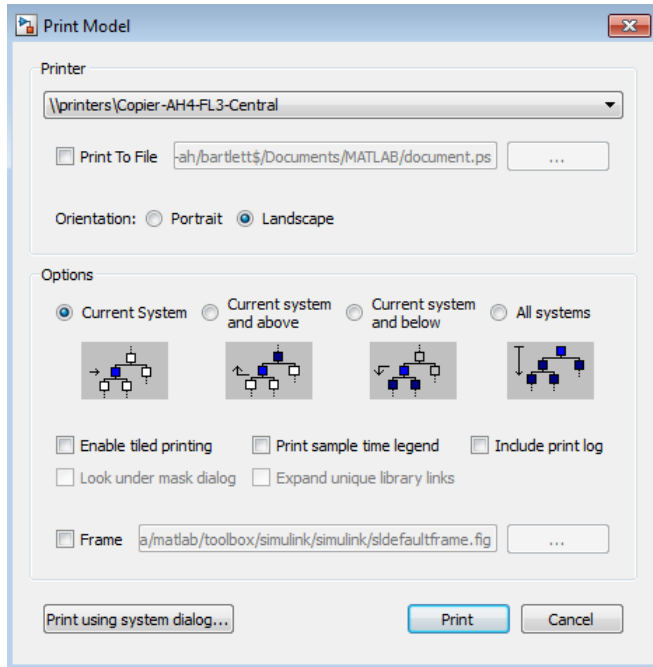 Print Model
Printer
\\printers\Copier-AH4-FL3-Central
Print To File -ah/bartlett$/Documents/MATLAB/document.ps ...
Orientation: Portrait Landscape
Options
Current System Current system and above Current system and below All systems
Enable tiled printing Print sample time legend Include print log
Look under mask dialog Expand unique library links
Frame a/matlab/toolbox/simulink/simulink/sldefaultframe.fig ...
Print using system dialog... Print Cancel